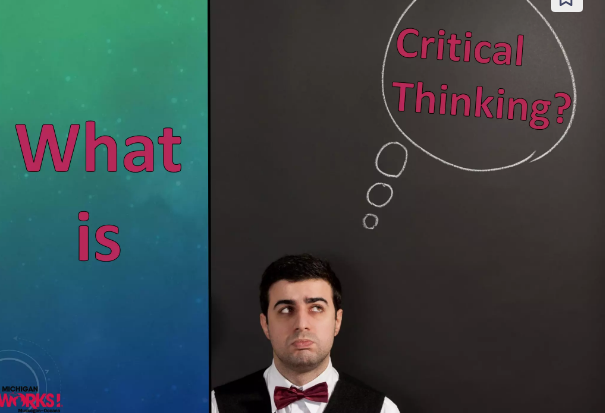 What
is
Critical
Thinking?
MICHIGAN
WORKS!